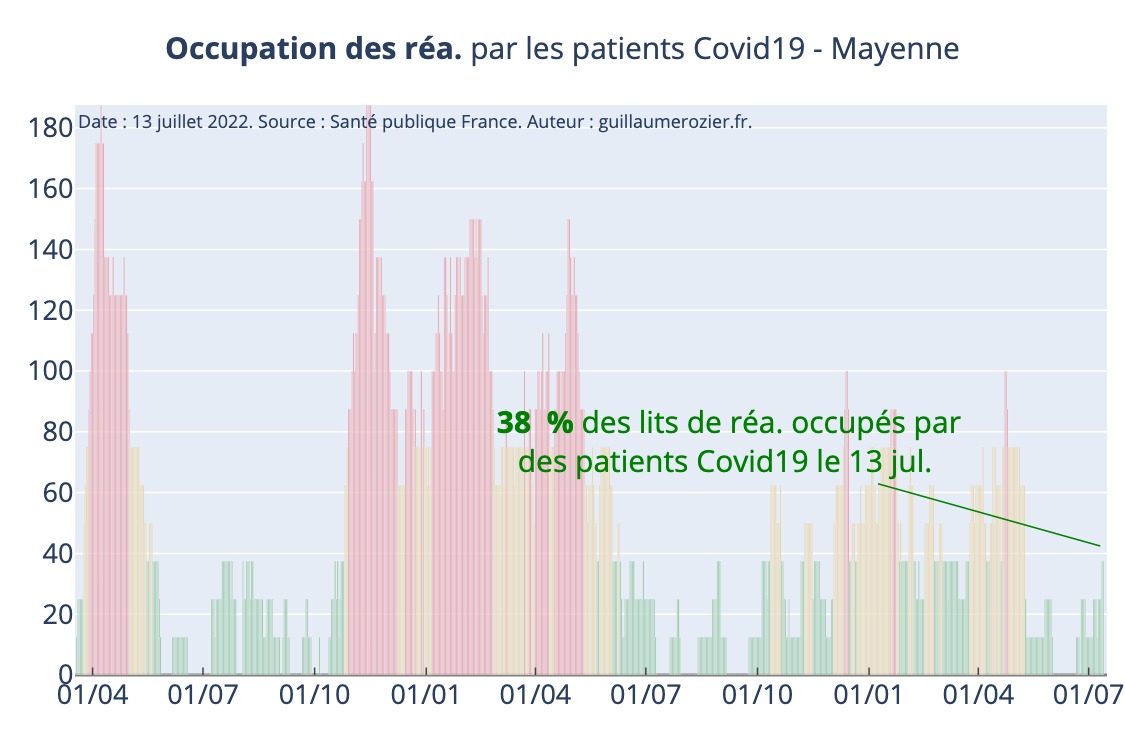 Occupation des réa. par les patients Covid19 - Mayenne
Date : 13 juillet 2022. Source : Santé publique France. Auteur : guillaumerozier.fr.
180
160
140
120
100
80
60
40
20
0
38 % des lits de réa. occupés par
des patients Covid19 le 13 jul.
01/04 01/07 01/10 01/01 01/04 01/07 01/10 01/01 01/04 01/07